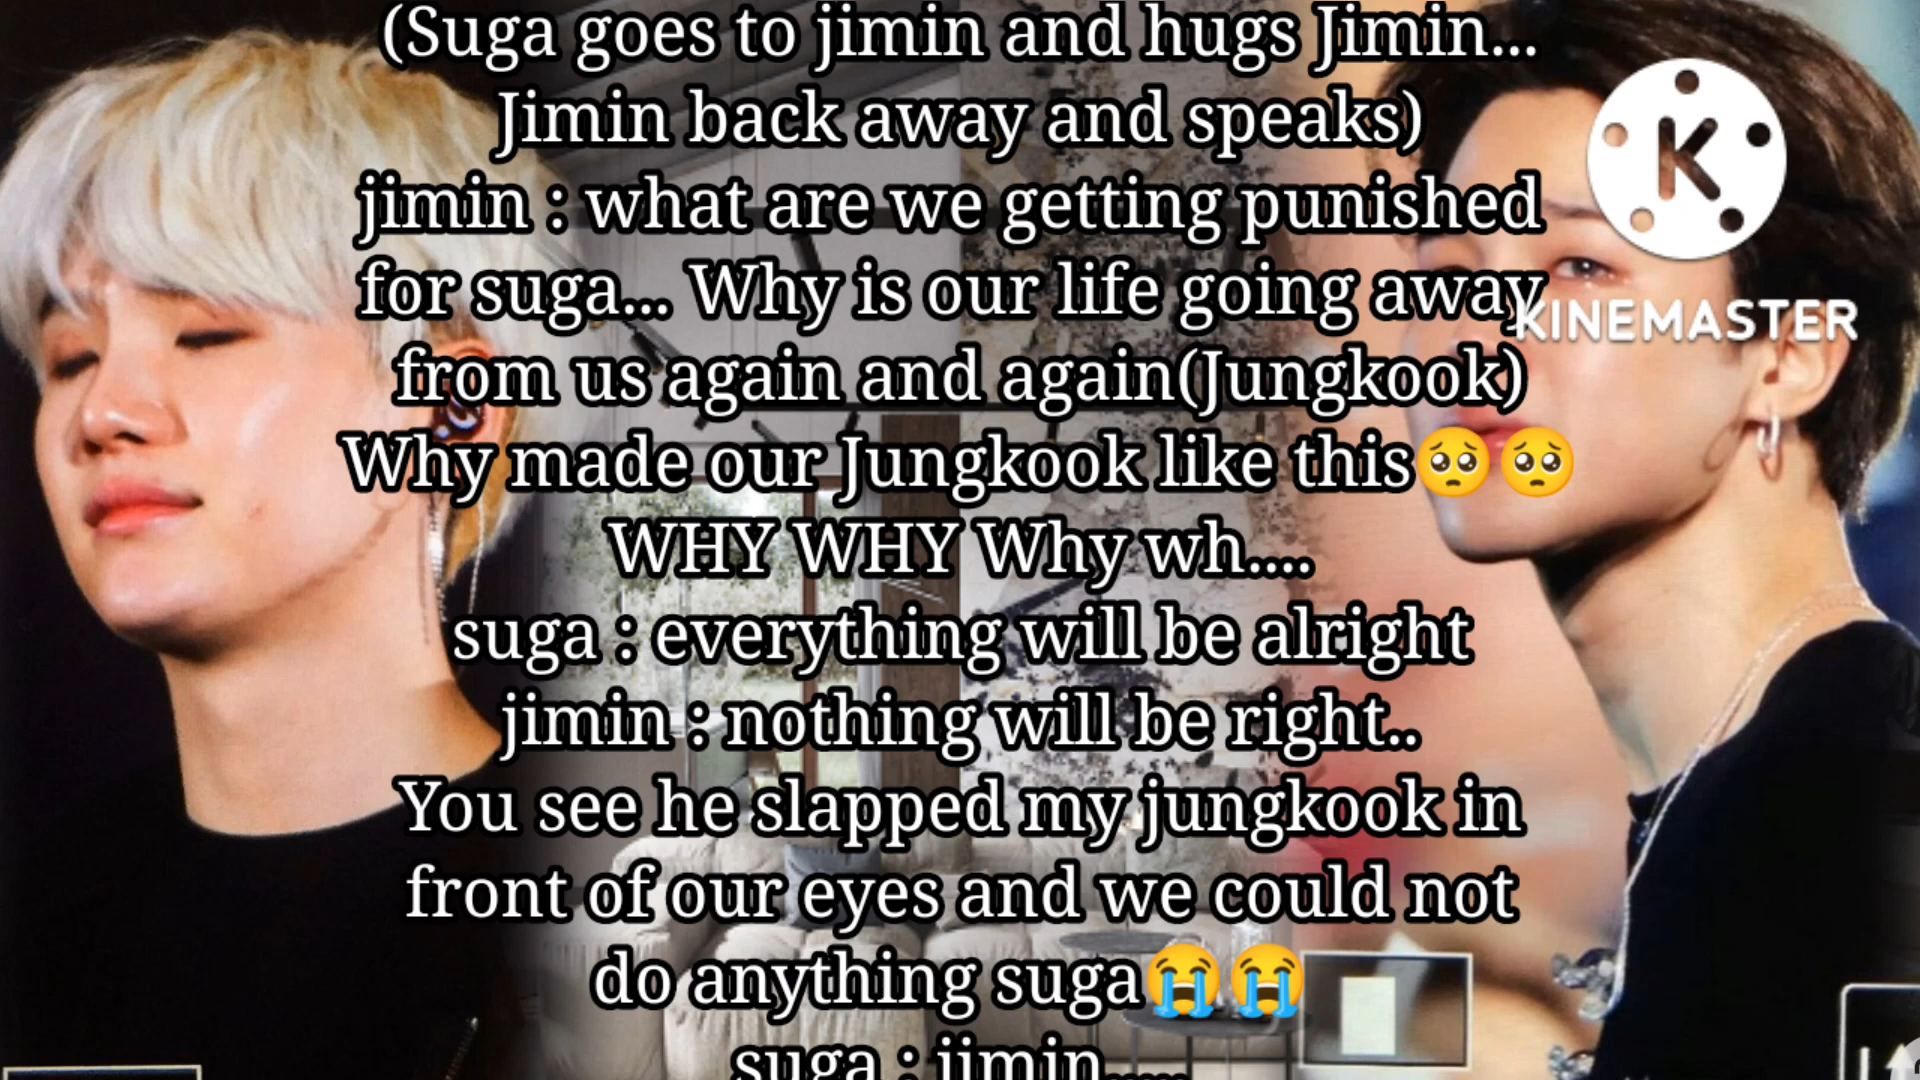 (Suga goes to jimin and hugs Jimin...
Jimin back away and speaks)
jimin : what are we getting punished
for suga... Why is our life going away
from us again and again(Jungkook)
Why made our Jungkook like this🥺🥺
WHY WHY Why wh....
suga : everything will be alright
jimin : nothing will be right..
You see he slapped my jungkook in
front of our eyes and we could not
do anything suga😭😭
suga : jimin.....
K
KINEMASTER